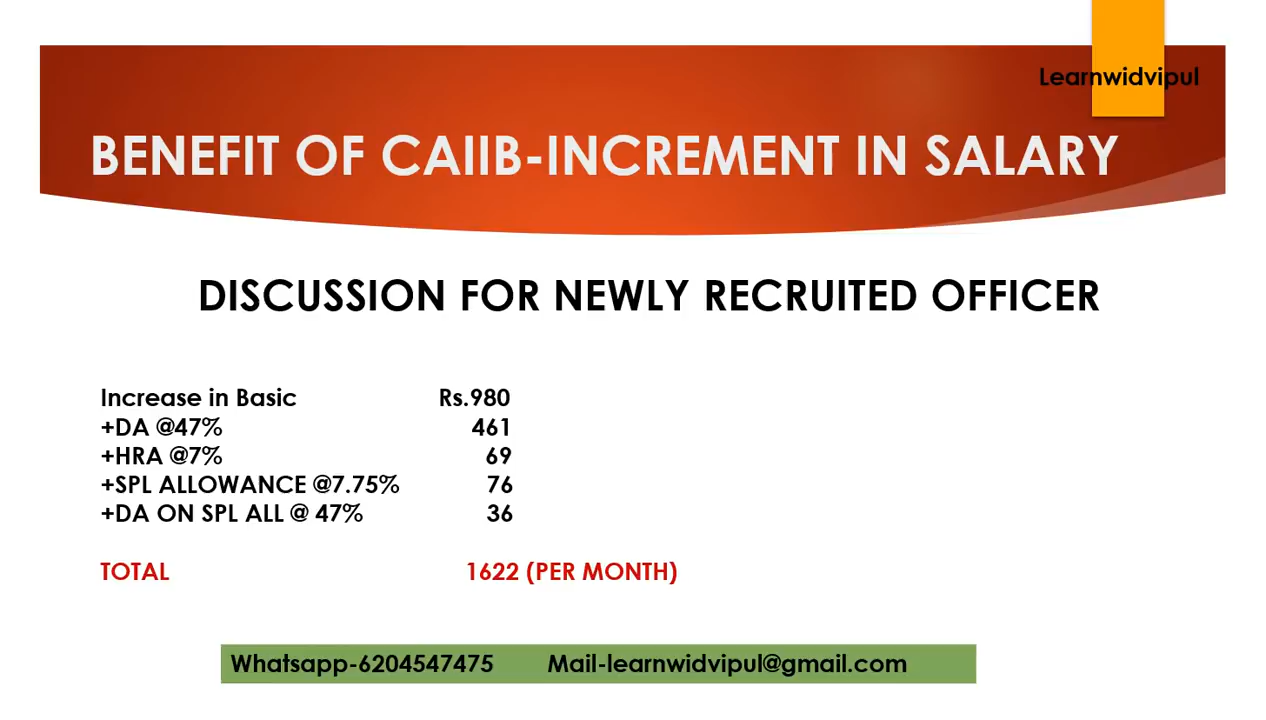 Learnwidvipul
BENEFIT OF CAIIB-INCREMENT IN SALARY
DISCUSSION FOR NEWLY RECRUITED OFFICER
Increase in Basic Rs.980
+DA @47% 461
+HRA @7% 69
+SPL ALLOWANCE @7.75% 76
+DA ON SPL ALL @ 47% 36
TOTAL 1622 (PER MONTH)
Whatsapp-6204547475 Mail-learnwidvipul@gmail.com